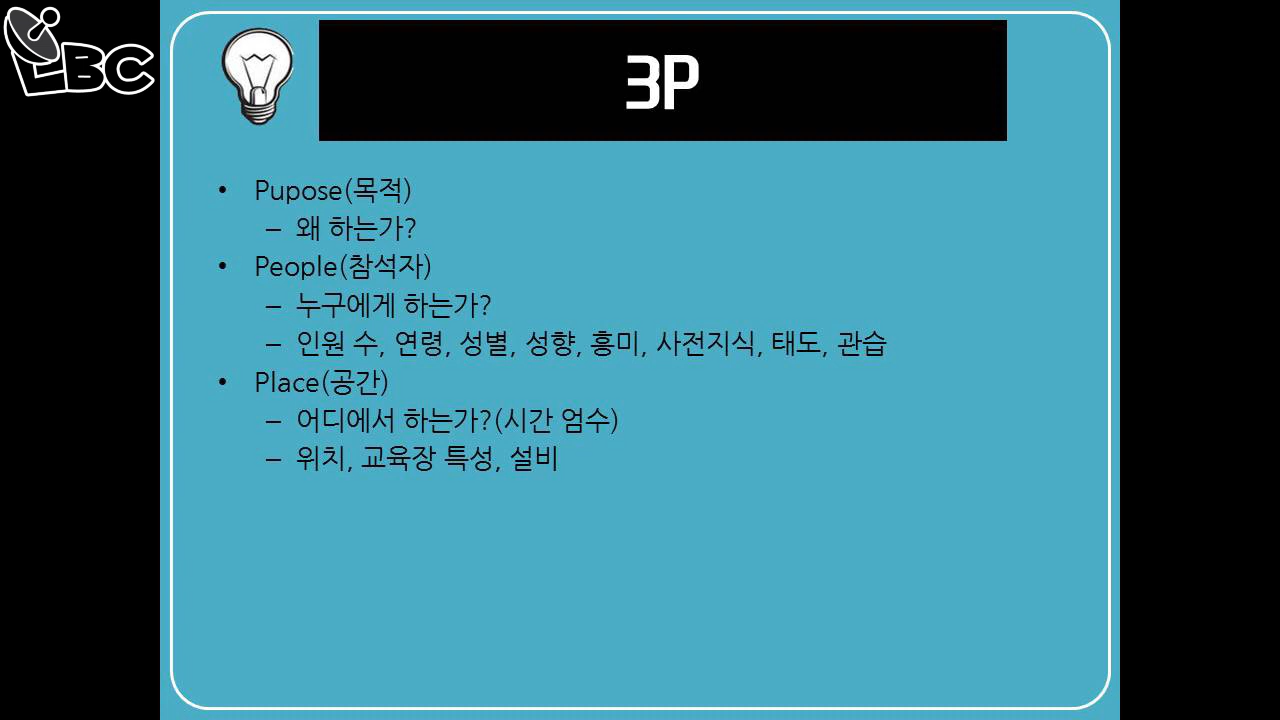 LBC
3P
• Pupose(목적)
– 왜 하는가?
• People(참석자)
– 누구에게 하는가?
– 인원 수, 연령, 성별, 성향, 흥미, 사전지식, 태도, 관습
• Place(공간)
– 어디에서 하는가?(시간 엄수)
– 위치, 교육장 특성, 설비